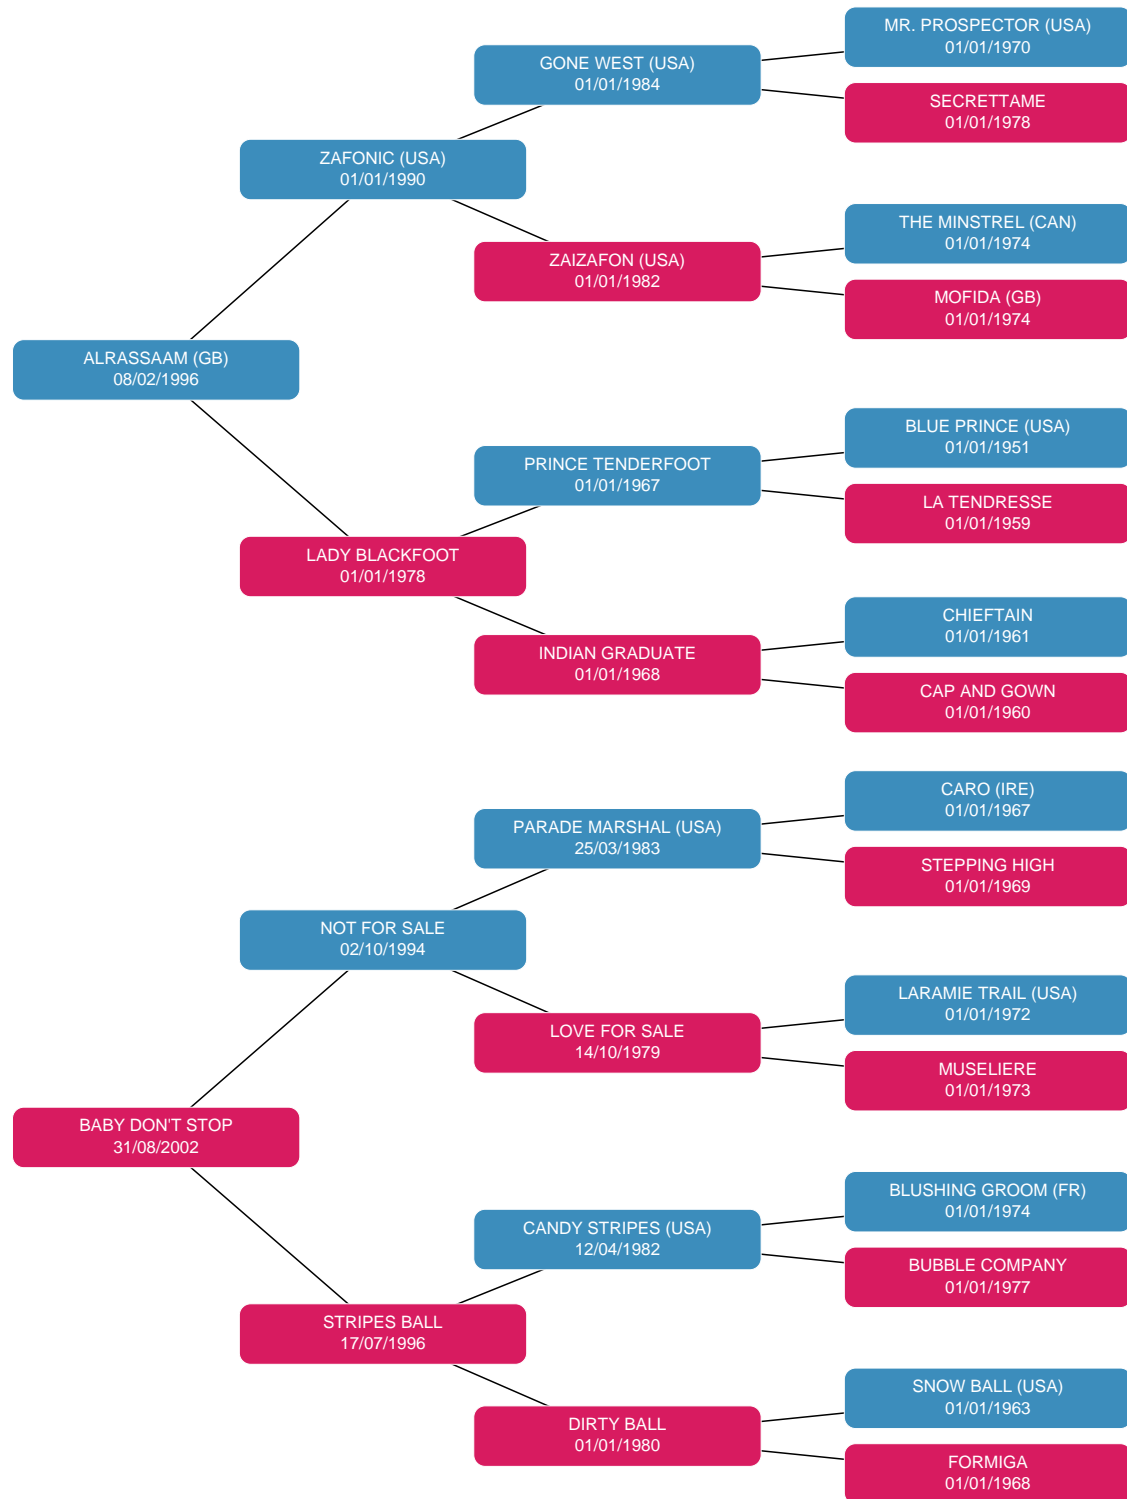 MR. PROSPECTOR (USA)
01/01/1970
GONE WEST (USA)
01/01/1984
SECRETTAME
01/01/1978
ZAFONIC (USA)
01/01/1990
THE MINSTREL (CAN)
01/01/1974
ZAIZAFON (USA)
01/01/1982
MOFIDA (GB)
01/01/1974
ALRASSAAM (GB)
08/02/1996
BLUE PRINCE (USA)
01/01/1951
PRINCE TENDERFOOT
01/01/1967
LA TENDRESSE
01/01/1959
LADY BLACKFOOT
01/01/1978
CHIEFTAIN
01/01/1961
INDIAN GRADUATE
01/01/1968
CAP AND GOWN
01/01/1960
CARO (IRE)
01/01/1967
PARADE MARSHAL (USA)
25/03/1983
STEPPING HIGH
01/01/1969
NOT FOR SALE
02/10/1994
LARAMIE TRAIL (USA)
01/01/1972
LOVE FOR SALE
14/10/1979
MUSELIERE
01/01/1973
BABY DON'T STOP
31/08/2002
BLUSHING GROOM (FR)
01/01/1974
CANDY STRIPES (USA)
12/04/1982
BUBBLE COMPANY
01/01/1977
STRIPES BALL
17/07/1996
SNOW BALL (USA)
01/01/1963
DIRTY BALL
01/01/1980
FORMIGA
01/01/1968